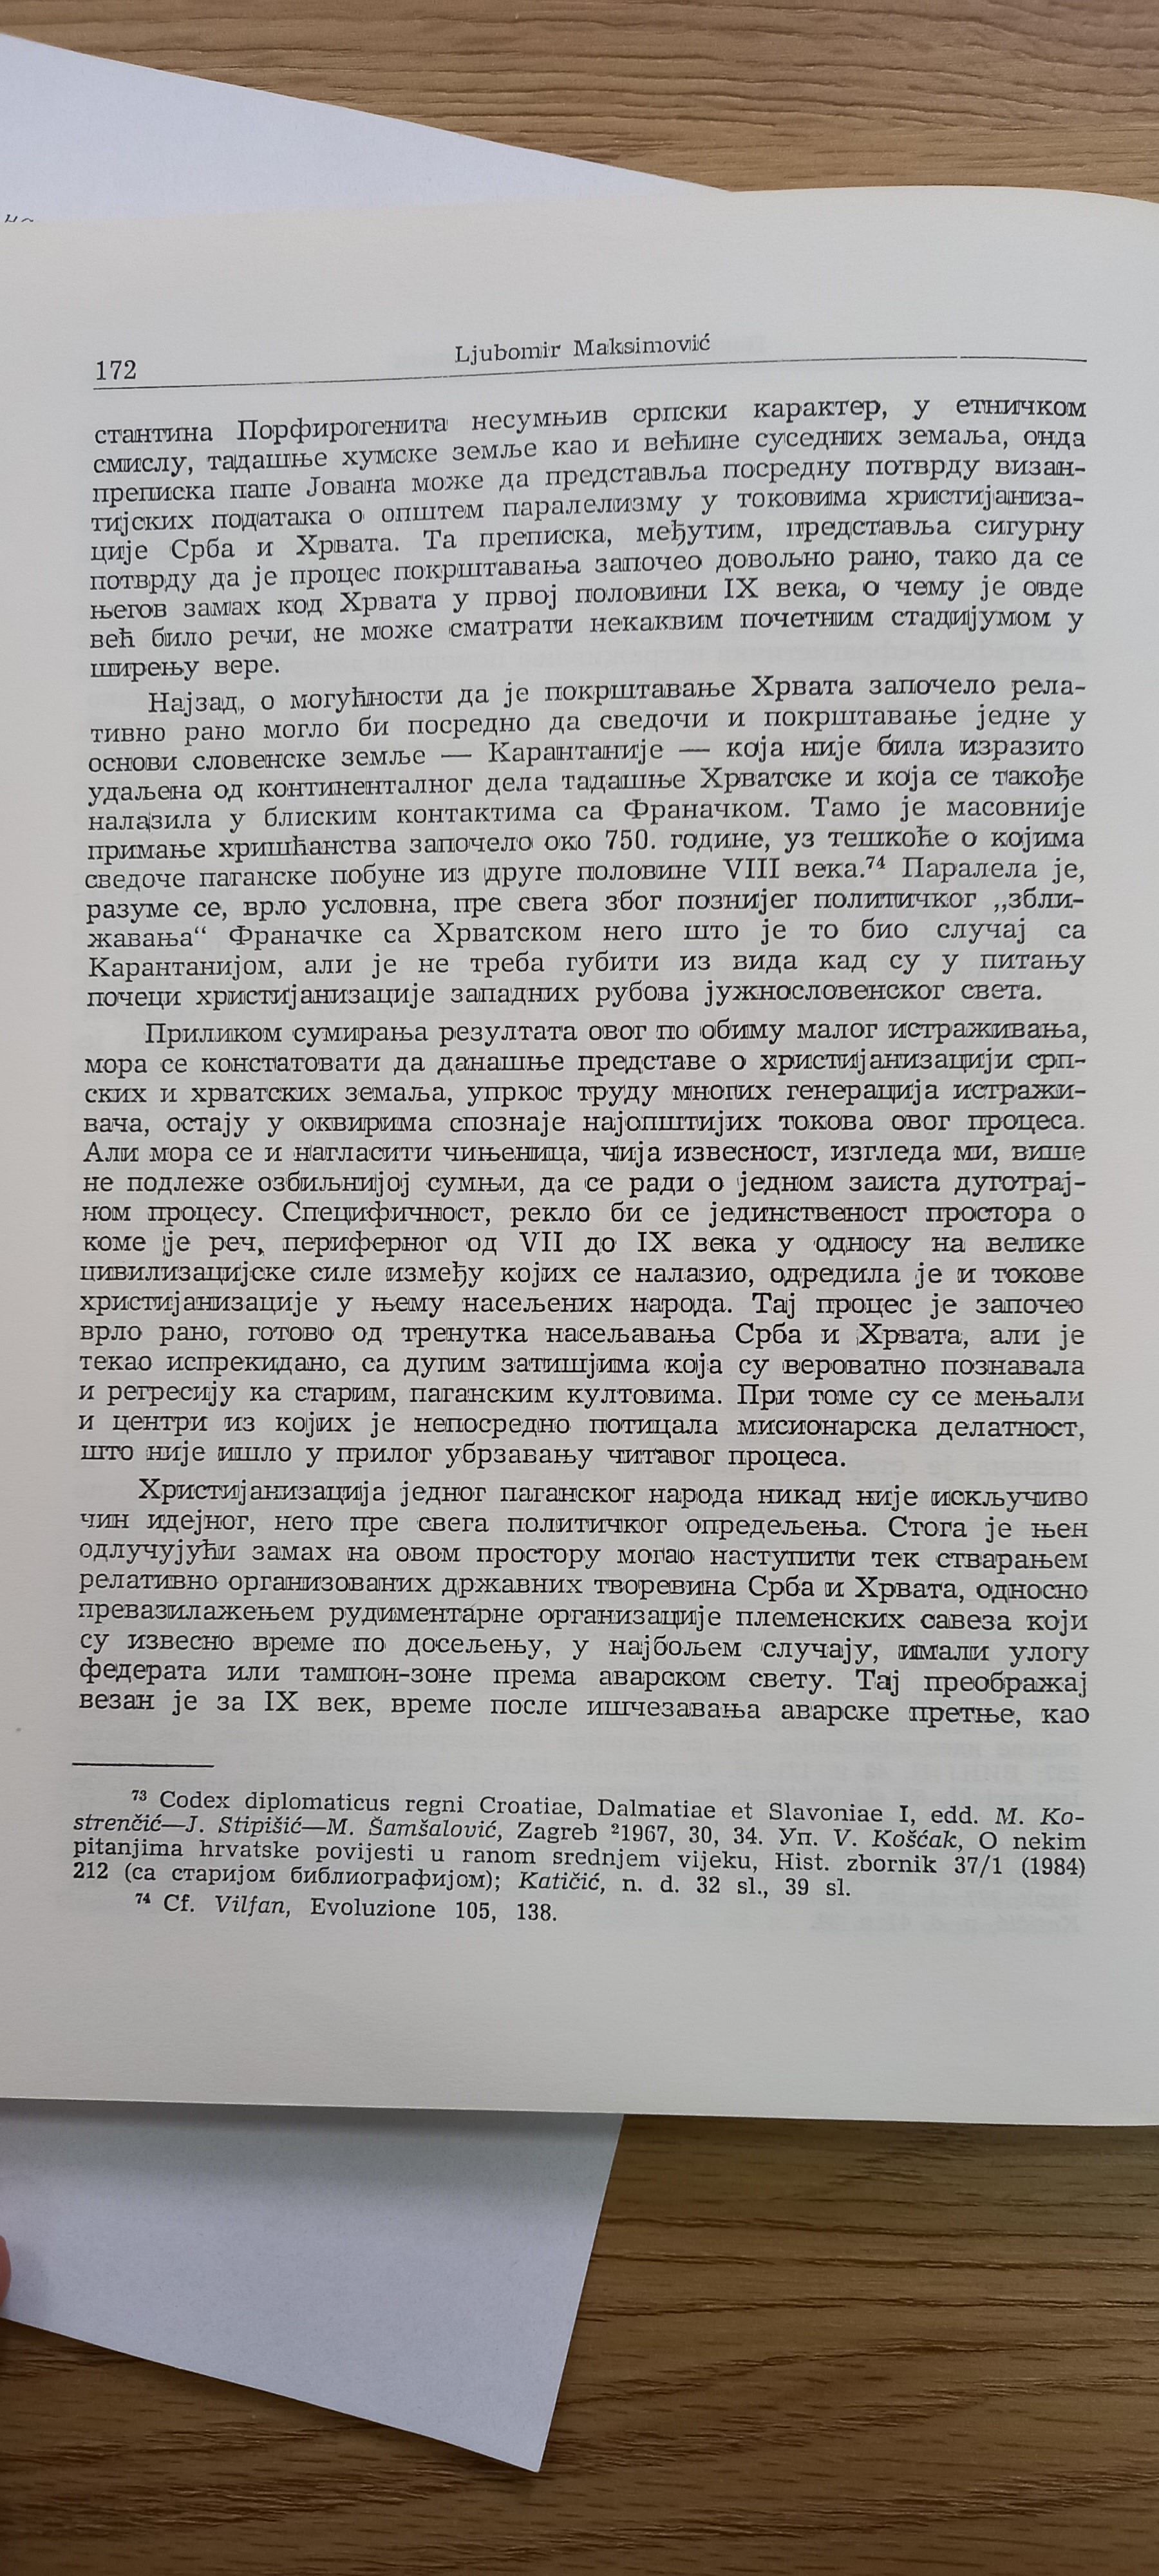 172
Ljubomir Maksimović
стантина Порфирогенита несумњив српски карактер, у етничком
смислу, тадашње хумске земље као и већине суседних земаља, онда
преписка папе Јована може да представља посредну потврду визан-
тијских података о општем паралелизму у токовима христијаниза-
ције Срба и Хрвата. Та преписка, међутим, представља сигурну
потврду да је процес покрштавања започео довољно рано, тако да се
његов замах код Хрвата у првој половини IX века, о чему је овде
већ било речи, не може сматрати некаквим почетним стадијумом у
ширењу вере.
Најзад, о могућности да је покрштавање Хрвата започело рела-
тивно рано могло би посредно да сведочи и покрштавање једне у
основи словенске земље — Карантаније — која није била изразито
удаљена од континенталног дела тадашње Хрватске и која се такође
налазила у блиским контактима са Франачком. Тамо је масовније
примање хришћанства започело око 750. године, уз тешкоће о којима
сведоче паганске побуне из друге половине VIII века.⁷⁴ Паралела је,
разуме се, врло условна, пре свега због познијег политичког „збли-
жавања“ Франачке са Хрватском него што је то био случај са
Карантанијом, али је не треба губити из вида кад су у питању
почеци христијанизације западних рубова јужнословенског света.
Приликом сумирања резултата овог по обиму малог истраживања,
мора се констатовати да данашње представе о христијанизацији срп-
ских и хрватских земаља, упркос труду многих генерација истражи-
вача, остају у оквирима спознаје најопштијих токова овог процеса.
Али мора се и нагласити чињеница, чија извесност, изгледа ми, више
не подлеже озбиљнијој сумњи, да се ради о једном заиста дуготрај-
ном процесу. Специфичност, рекло би се јединственост простора о
коме је реч, периферног од VII до IX века у односу на велике
цивилизацијске силе између којих се налазио, одредила је и токове
христијанизације у њему насељених народа. Тај процес је започео
врло рано, готово од тренутка насељавања Срба и Хрвата, али је
текао испрекидано, са дугим затишјима која су вероватно познавала
и регресију ка старим, паганским култовима. При томе су се мењали
и центри из којих је непосредно потицала мисионарска делатност,
што није ишло у прилог убрзавању читавог процеса.
Христијанизација једног паганског народа никад није искључиво
чин идејног, него пре свега политичког опредељења. Стога је њен
одлучујући замах на овом простору могао наступити тек стварањем
релативно организованих државних творевина Срба и Хрвата, односно
превазилажењем рудиментарне организације племенских савеза који
су извесно време по досељењу, у најбољем случају, имали улогу
федерата или тампон-зоне према аварском свету. Тај преображај
везан је за IX век, време после ишчезавања аварске претње, као
⁷³ Codex diplomaticus regni Croatiae, Dalmatiae et Slavoniae I, edd. M. Ko-
strenčić—J. Stipišić—M. Šamšalović, Zagreb ²1967, 30, 34. Уп. V. Košćak, O nekim
pitanjima hrvatske povijesti u ranom srednjem vijeku, Hist. zbornik 37/1 (1984)
212 (са старијом библиографијом); Katičić, n. d. 32 sl., 39 sl.
⁷⁴ Cf. Vilfan, Evoluzione 105, 138.